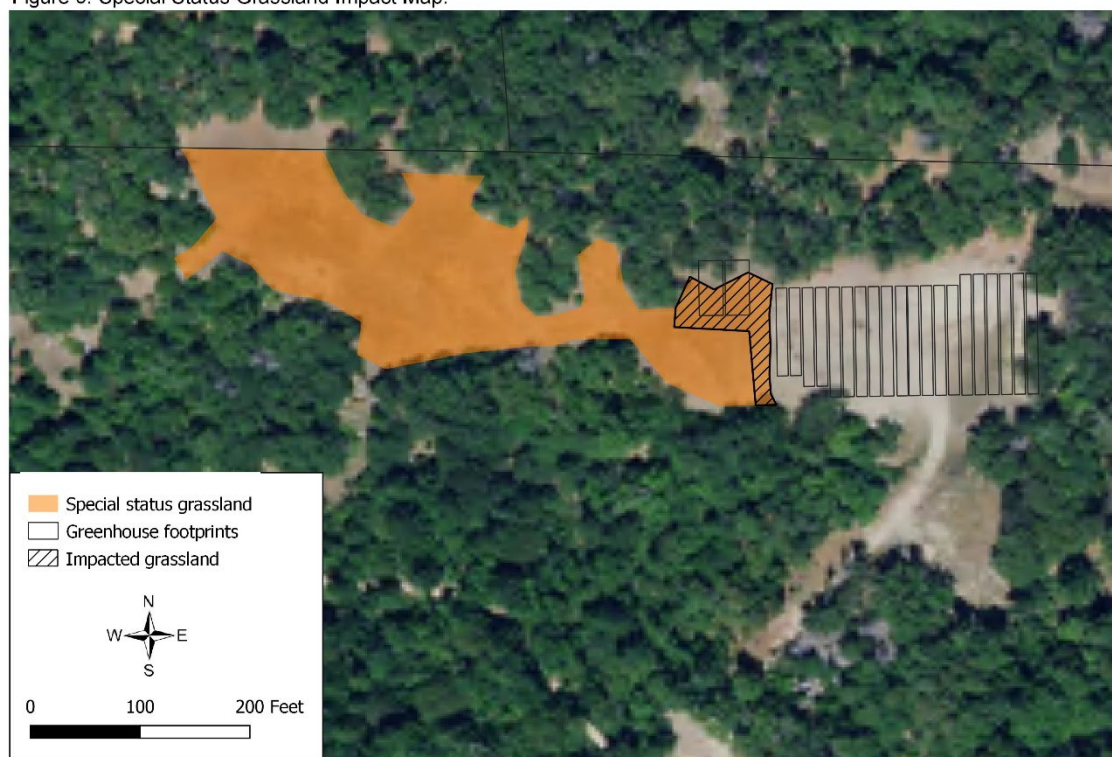 Special status grassland
Greenhouse footprints
Impacted grassland
N
W E
S
0 100 200 Feet